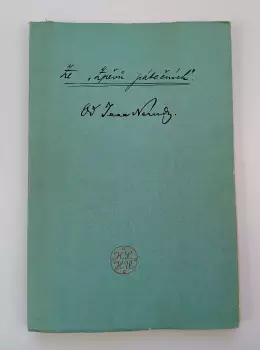 Ze „zpěvů pátečních“.
Od Jana Nerudy.